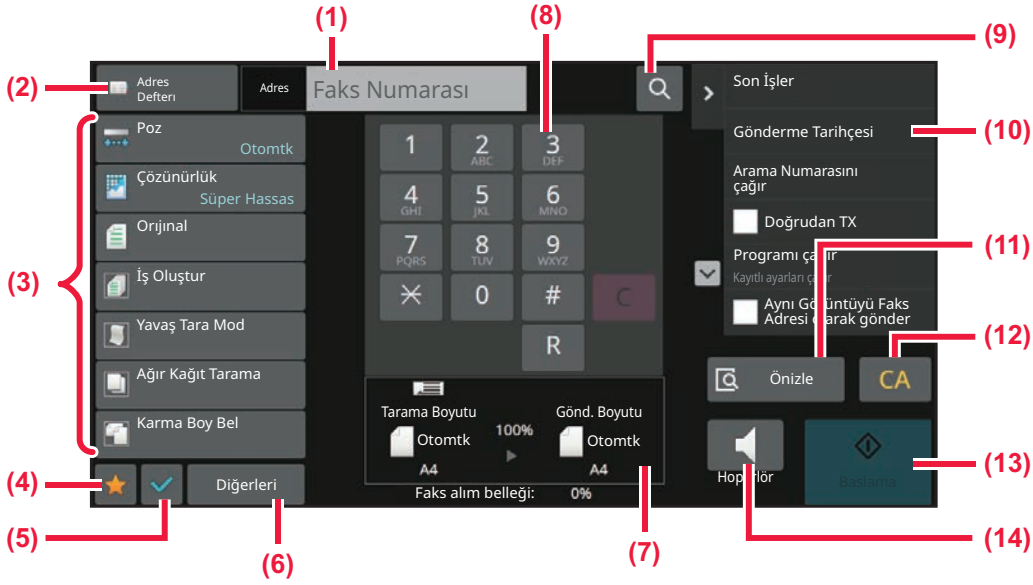 (1)
(8)
(9)
(2)
Adres
Defteri
Adres
Faks Numarası
Son İşler
(3)
Poz
Otomtk
Çözünürlük
Süper Hassas
Orijinal
İş Oluştur
Yavaş Tara Mod
Ağır Kağıt Tarama
Karma Boy Bel
1
2
ABC
3
DEF
4
GHI
5
JKL
6
MNO
7
PQRS
8
TUV
9
WXYZ
0
#
C
R
Gönderme Tarihçesi
(10)
Arama Numarasını
çağır
Doğrudan TX
(11)
Programı çağır
Kayıtlı ayarları çağır
Aynı Görüntüyü Faks
Adresi olarak gönder
(12)
Önizle
CA
Tarama Boyutu
Gönd. Boyutu
Otomtk
100%
Otomtk
A4
A4
Faks alım belleği: 0%
Hoparlör
Başlama
(13)
(4)
Diğerleri
(5)
(6)
(7)
(14)